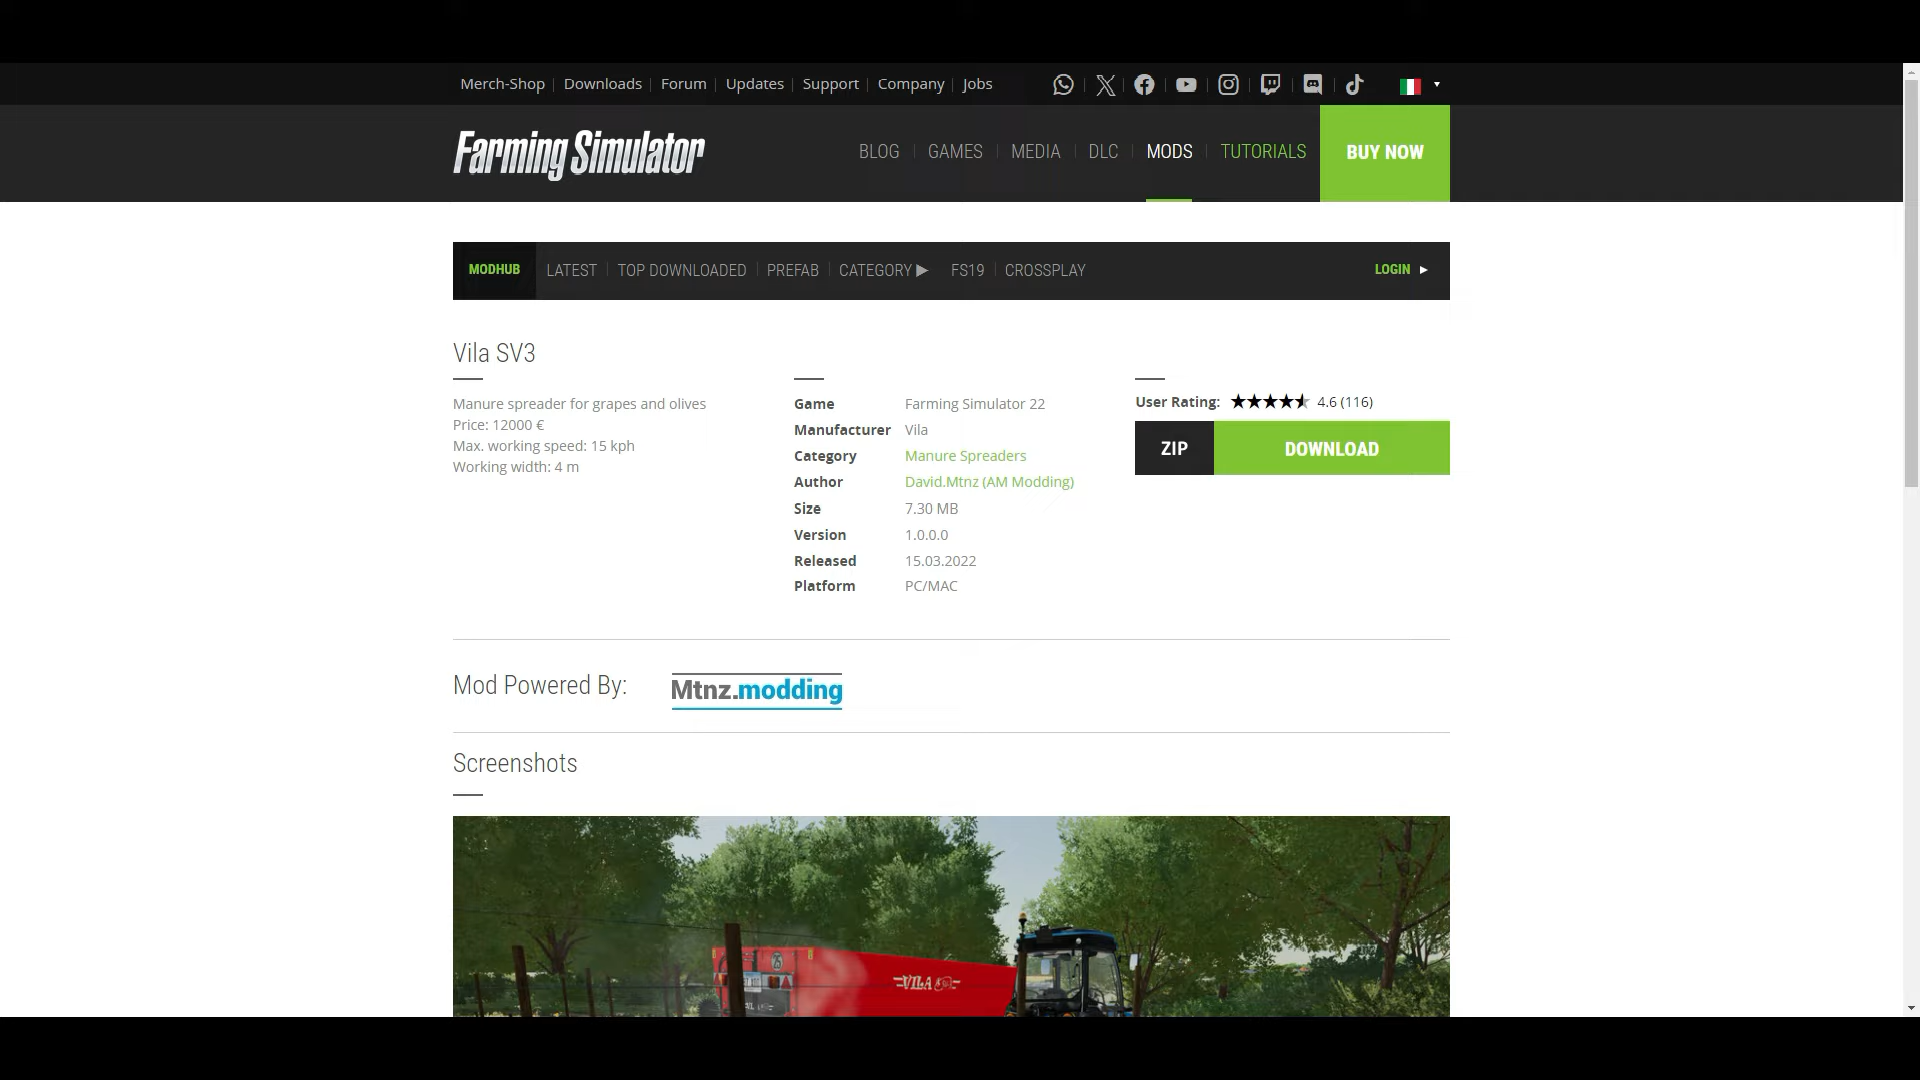 Merch-Shop Downloads Forum Updates Support Company Jobs
Farming Simulator BLOG GAMES MEDIA DLC MODS TUTORIALS BUY NOW
MODHUB LATEST TOP DOWNLOADED PREFAB CATEGORY FS19 CROSSPLAY LOGIN
Vila SV3
Manure spreader for grapes and olives
Price: 12000 €
Max. working speed: 15 kph
Working width: 4 m
Game Farming Simulator 22
Manufacturer Vila
Category Manure Spreaders
Author David.Mtnz (AM Modding)
Size 7.30 MB
Version 1.0.0.0
Released 15.03.2022
Platform PC/MAC
User Rating: 4.6 (116)
ZIP DOWNLOAD
Mod Powered By: Mtnz.modding
Screenshots
VILA